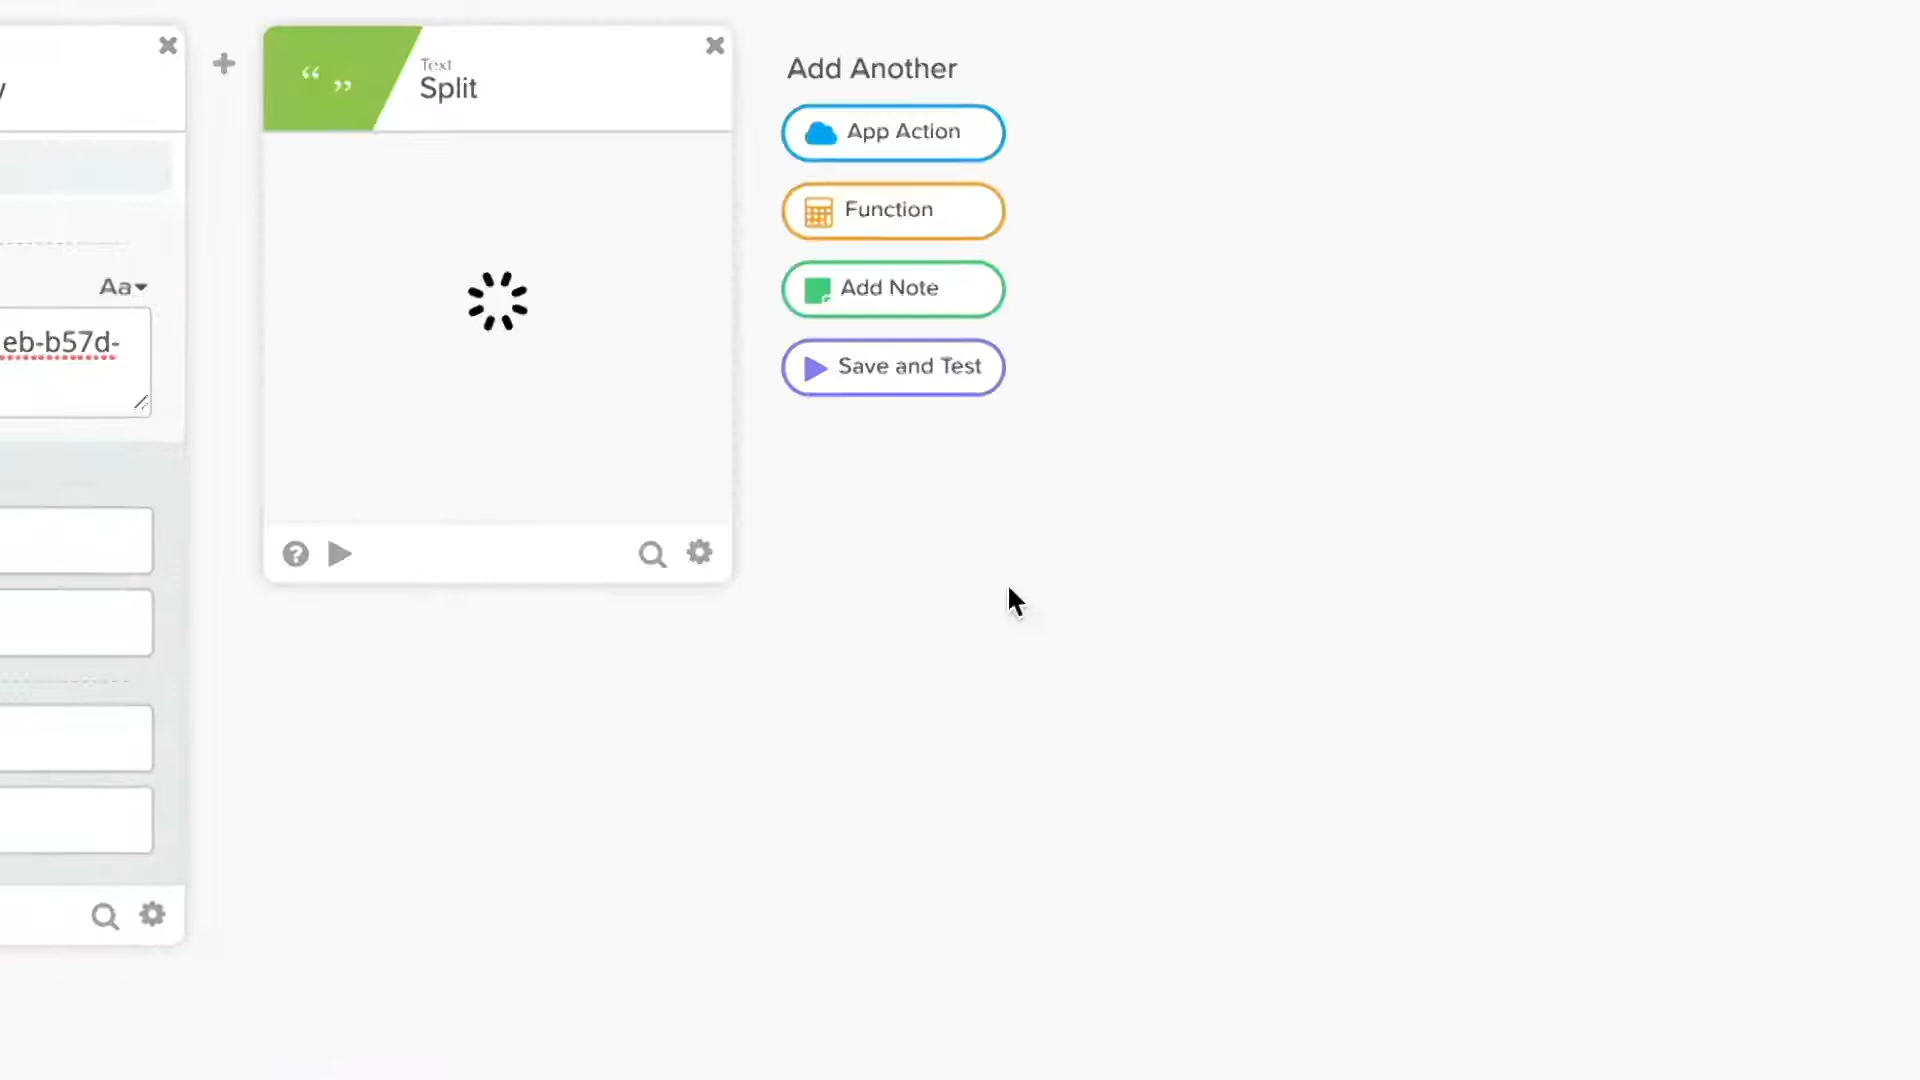 Aa
eb-b57d-
“ ”
Text
Split
Add Another
App Action
Function
Add Note
Save and Test